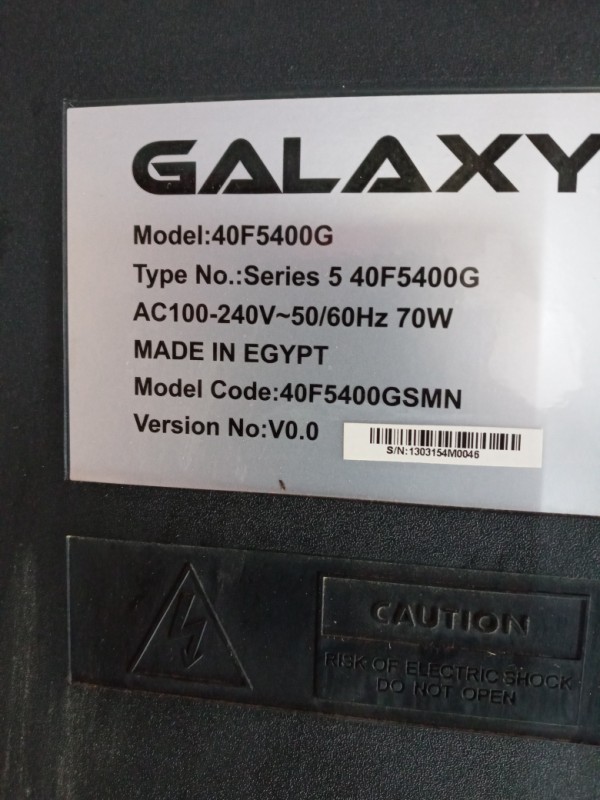 GALAXY
Model:40F5400G
Type No.:Series 5 40F5400G
AC100-240V~50/60Hz 70W
MADE IN EGYPT
Model Code:40F5400GSMN
Version No:V0.0
S/N:1303154M0046
CAUTION
RISK OF ELECTRIC SHOCK
DO NOT OPEN